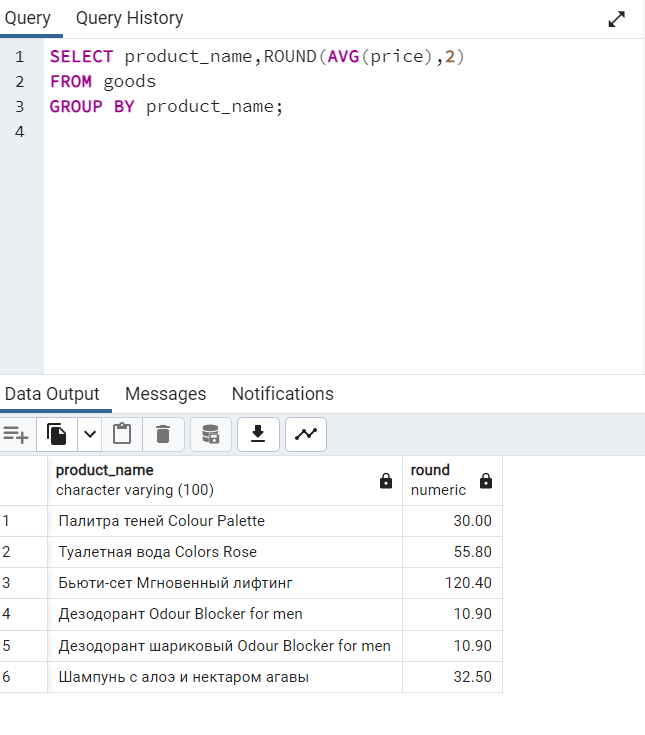 Query Query History
1 SELECT product_name,ROUND(AVG(price),2)
2 FROM goods
3 GROUP BY product_name;
4
Data Output Messages Notifications
product_name round
character varying (100) numeric
1 Палитра теней Colour Palette 30.00
2 Туалетная вода Colors Rose 55.80
3 Бьюти-сет Мгновенный лифтинг 120.40
4 Дезодорант Odour Blocker for men 10.90
5 Дезодорант шариковый Odour Blocker for men 10.90
6 Шампунь с алоэ и нектаром агавы 32.50